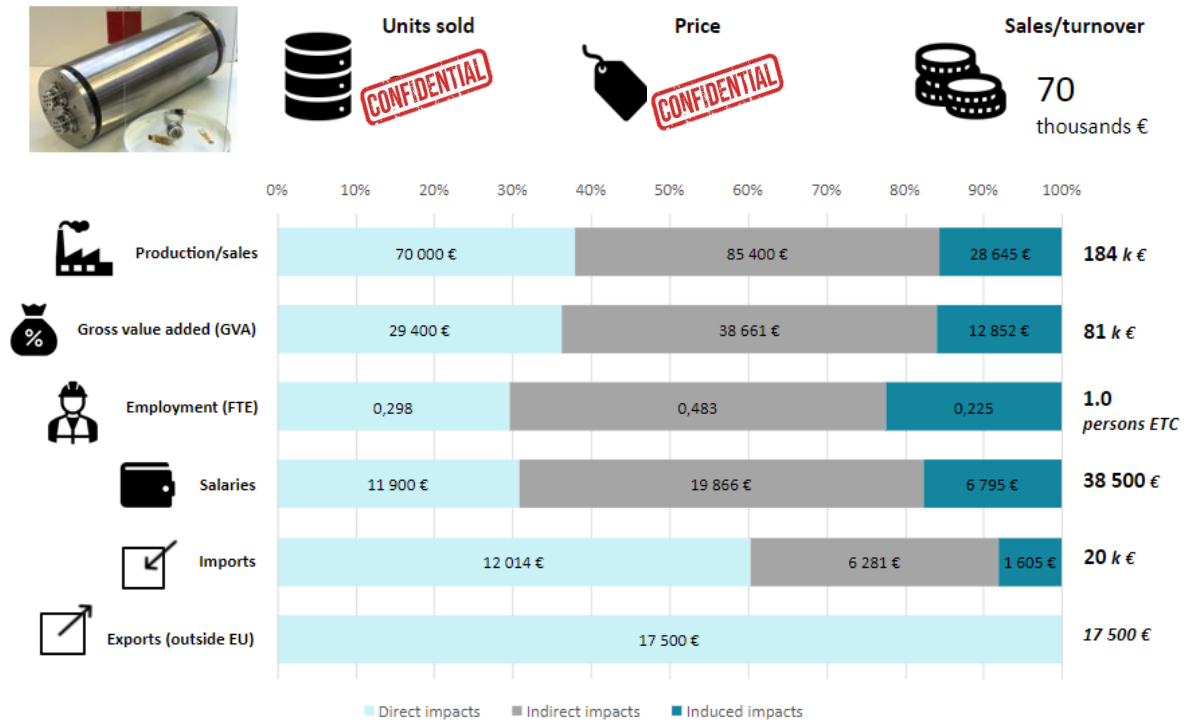 Units sold
CONFIDENTIAL
Price
CONFIDENTIAL
Sales/turnover
70
thousands €
0% 10% 20% 30% 40% 50% 60% 70% 80% 90% 100%
Production/sales 70 000 € 85 400 € 28 645 € 184 k €
%
Gross value added (GVA) 29 400 € 38 661 € 12 852 € 81 k €
Employment (FTE) 0,298 0,483 0,225 1.0
persons ETC
Salaries 11 900 € 19 866 € 6 795 € 38 500 €
Imports 12 014 € 6 281 € 1 605 € 20 k €
Exports (outside EU) 17 500 € 17 500 €
Direct impacts Indirect impacts Induced impacts